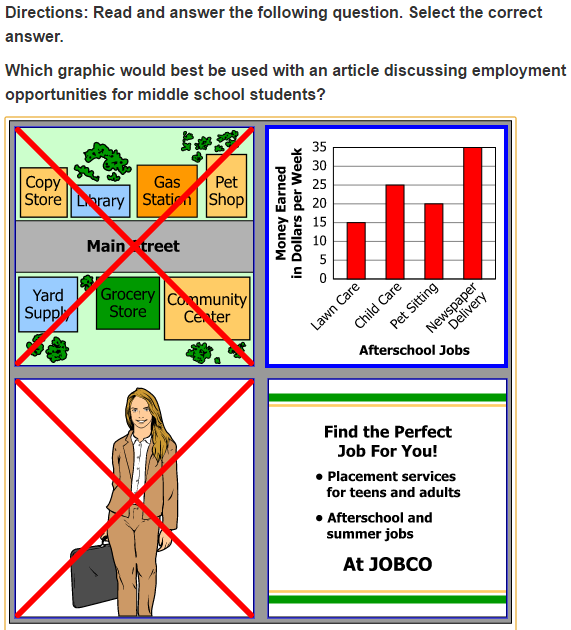 Directions: Read and answer the following question. Select the correct
answer.
Which graphic would best be used with an article discussing employment
opportunities for middle school students?
Copy
Store
Library
Gas
Station
Pet
Shop
Main Street
Yard
Supply
Grocery
Store
Community
Center
Money Earned
in Dollars per Week
35
30
25
20
15
10
5
0
Lawn Care
Child Care
Pet Sitting
Newspaper
Delivery
Afterschool Jobs
Find the Perfect
Job For You!
• Placement services
for teens and adults
• Afterschool and
summer jobs
At JOBCO